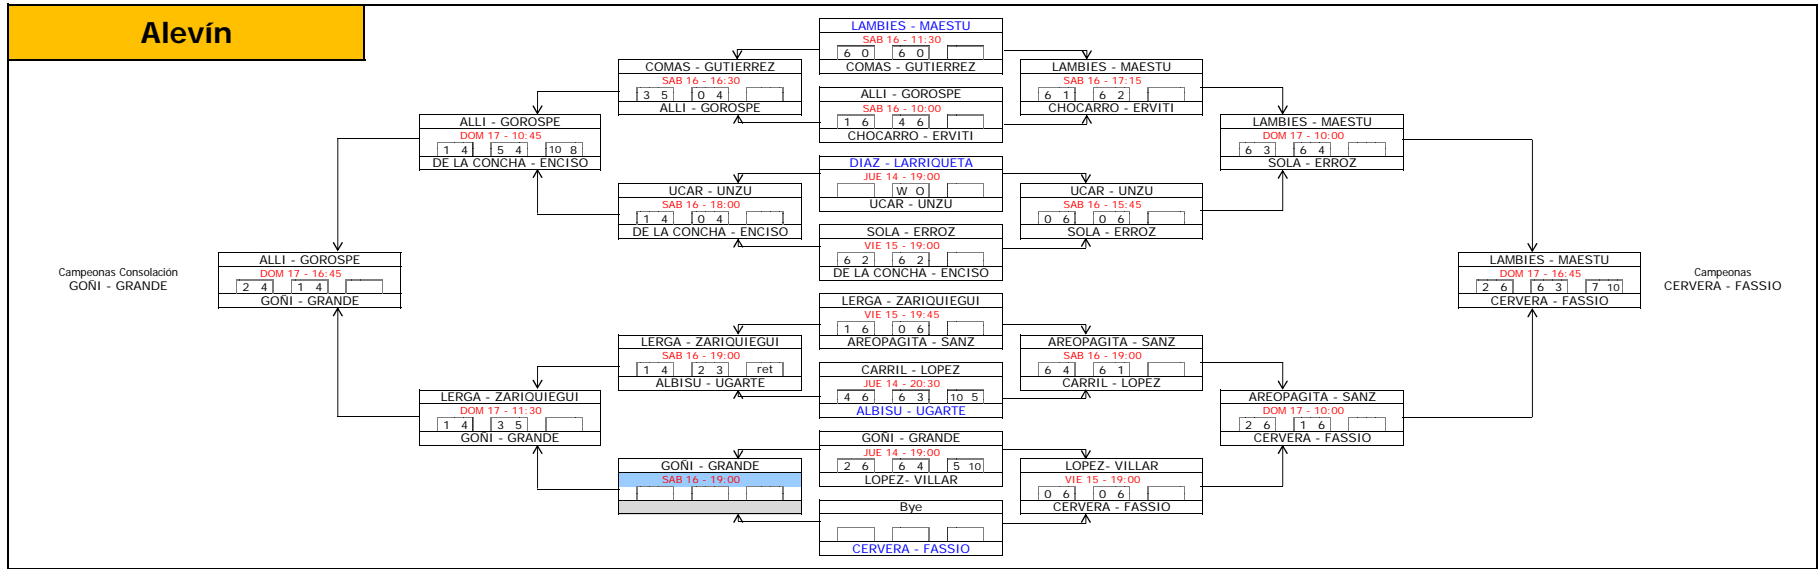 Alevín
LAMBIES - MAESTU
SAB 16 - 11:30
6 0 6 0
COMAS - GUTIERREZ
ALLI - GOROSPE
SAB 16 - 10:00
1 6 4 6
CHOCARRO - ERVITI
DIAZ - LARRIQUETA
JUE 14 - 19:00
W O
UCAR - UNZU
SOLA - ERROZ
VIE 15 - 19:00
6 2 6 2
DE LA CONCHA - ENCISO
LERGA - ZARIQUIEGUI
VIE 15 - 19:45
1 6 0 6
AREOPAGITA - SANZ
CARRIL - LOPEZ
JUE 14 - 20:30
4 6 6 3 10 5
ALBISU - UGARTE
GOÑI - GRANDE
JUE 14 - 19:00
2 6 6 4 5 10
LOPEZ- VILLAR
Bye
CERVERA - FASSIO
COMAS - GUTIERREZ
SAB 16 - 16:30
3 5 0 4
ALLI - GOROSPE
UCAR - UNZU
SAB 16 - 18:00
1 4 0 4
DE LA CONCHA - ENCISO
LERGA - ZARIQUIEGUI
SAB 16 - 19:00
1 4 2 3 ret
ALBISU - UGARTE
GOÑI - GRANDE
SAB 16 - 19:00
ALLI - GOROSPE
DOM 17 - 10:45
1 4 5 4 10 8
DE LA CONCHA - ENCISO
LERGA - ZARIQUIEGUI
DOM 17 - 11:30
1 4 3 5
GOÑI - GRANDE
ALLI - GOROSPE
DOM 17 - 16:45
2 4 1 4
GOÑI - GRANDE
Campeonas Consolación
GOÑI - GRANDE
LAMBIES - MAESTU
SAB 16 - 17:15
6 1 6 2
CHOCARRO - ERVITI
UCAR - UNZU
SAB 16 - 15:45
0 6 0 6
SOLA - ERROZ
AREOPAGITA - SANZ
SAB 16 - 19:00
6 4 6 1
CARRIL - LOPEZ
LOPEZ- VILLAR
VIE 15 - 19:00
0 6 0 6
CERVERA - FASSIO
LAMBIES - MAESTU
DOM 17 - 10:00
6 3 6 4
SOLA - ERROZ
AREOPAGITA - SANZ
DOM 17 - 10:00
2 6 1 6
CERVERA - FASSIO
LAMBIES - MAESTU
DOM 17 - 16:45
2 6 6 3 7 10
CERVERA - FASSIO
Campeonas
CERVERA - FASSIO